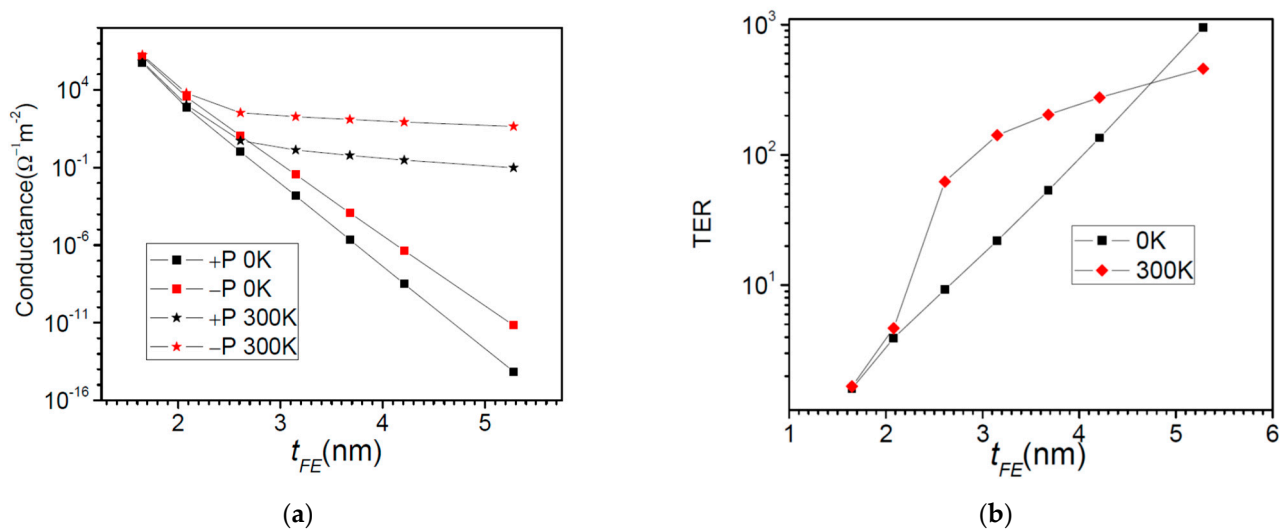 Conductance(Ω⁻¹m⁻²)
10⁴
10⁻¹
10⁻⁶
10⁻¹¹
10⁻¹⁶
+P 0K
−P 0K
+P 300K
−P 300K
2 3 4 5
t_FE(nm)
(a)
TER
10³
10²
10¹
0K
300K
1 2 3 4 5 6
t_FE(nm)
(b)